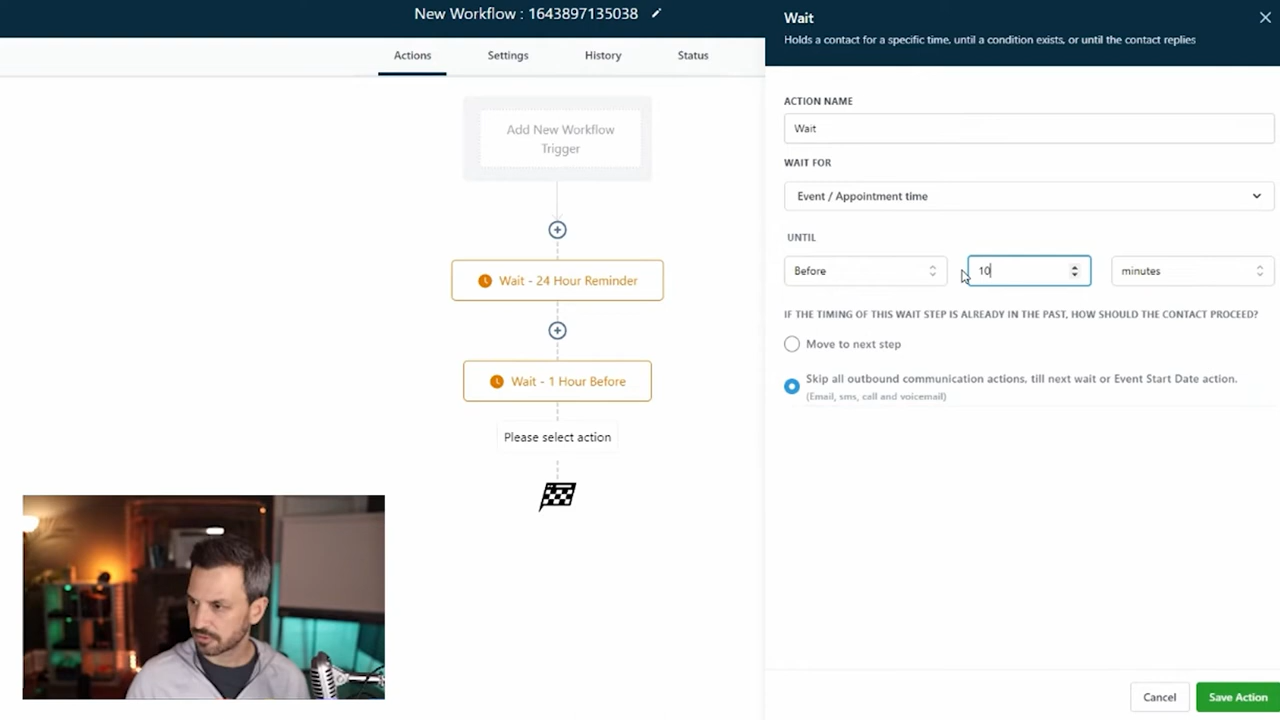 New Workflow : 1643897135038
Actions
Settings
History
Status
Add New Workflow
Trigger
Wait - 24 Hour Reminder
Wait - 1 Hour Before
Please select action
Wait
Holds a contact for a specific time, until a condition exists, or until the contact replies
ACTION NAME
Wait
WAIT FOR
Event / Appointment time
UNTIL
Before
10
minutes
IF THE TIMING OF THIS WAIT STEP IS ALREADY IN THE PAST, HOW SHOULD THE CONTACT PROCEED?
Move to next step
Skip all outbound communication actions, till next wait or Event Start Date action.
(Email, sms, call and voicemail)
Cancel
Save Action